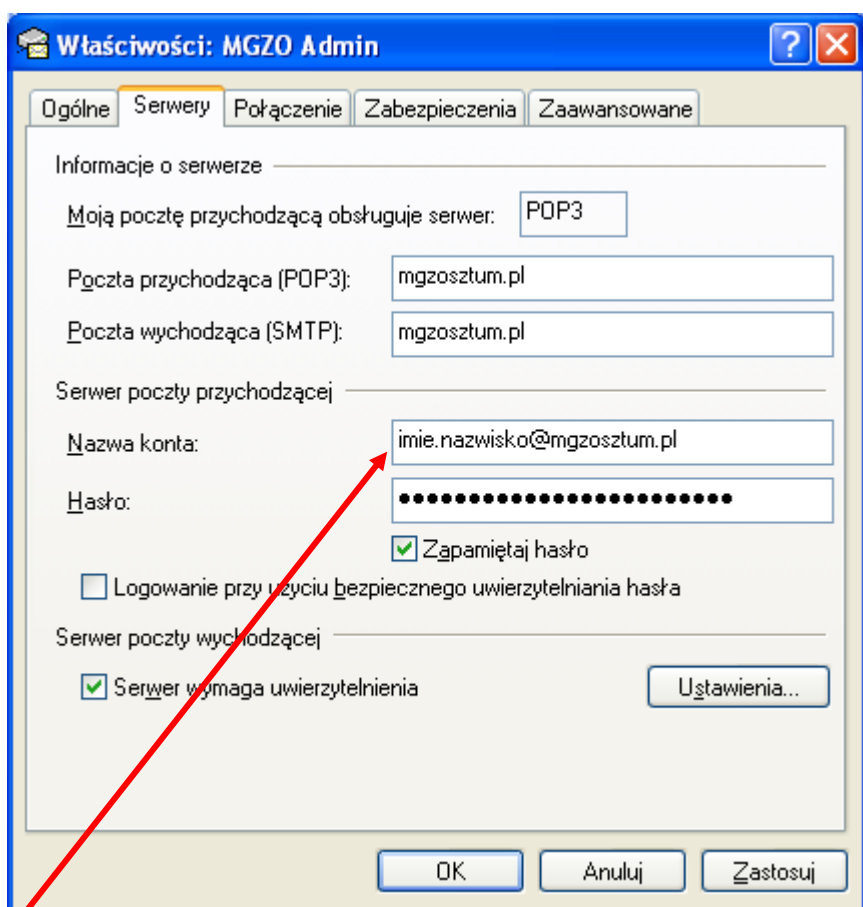 Właściwości: MGZO Admin
Ogólne Serwery Połączenie Zabezpieczenia Zaawansowane
Informacje o serwerze
Moją pocztę przychodzącą obsługuje serwer: POP3
Poczta przychodząca (POP3): mgzosztum.pl
Poczta wychodząca (SMTP): mgzosztum.pl
Serwer poczty przychodzącej
Nazwa konta: imie.nazwisko@mgzosztum.pl
Hasło: ●●●●●●●●●●●●●●●●●●●●●●●●
Zapamiętaj hasło
Logowanie przy użyciu bezpiecznego uwierzytelniania hasła
Serwer poczty wychodzącej
Serwer wymaga uwierzytelnienia Ustawienia...
OK Anuluj Zastosuj